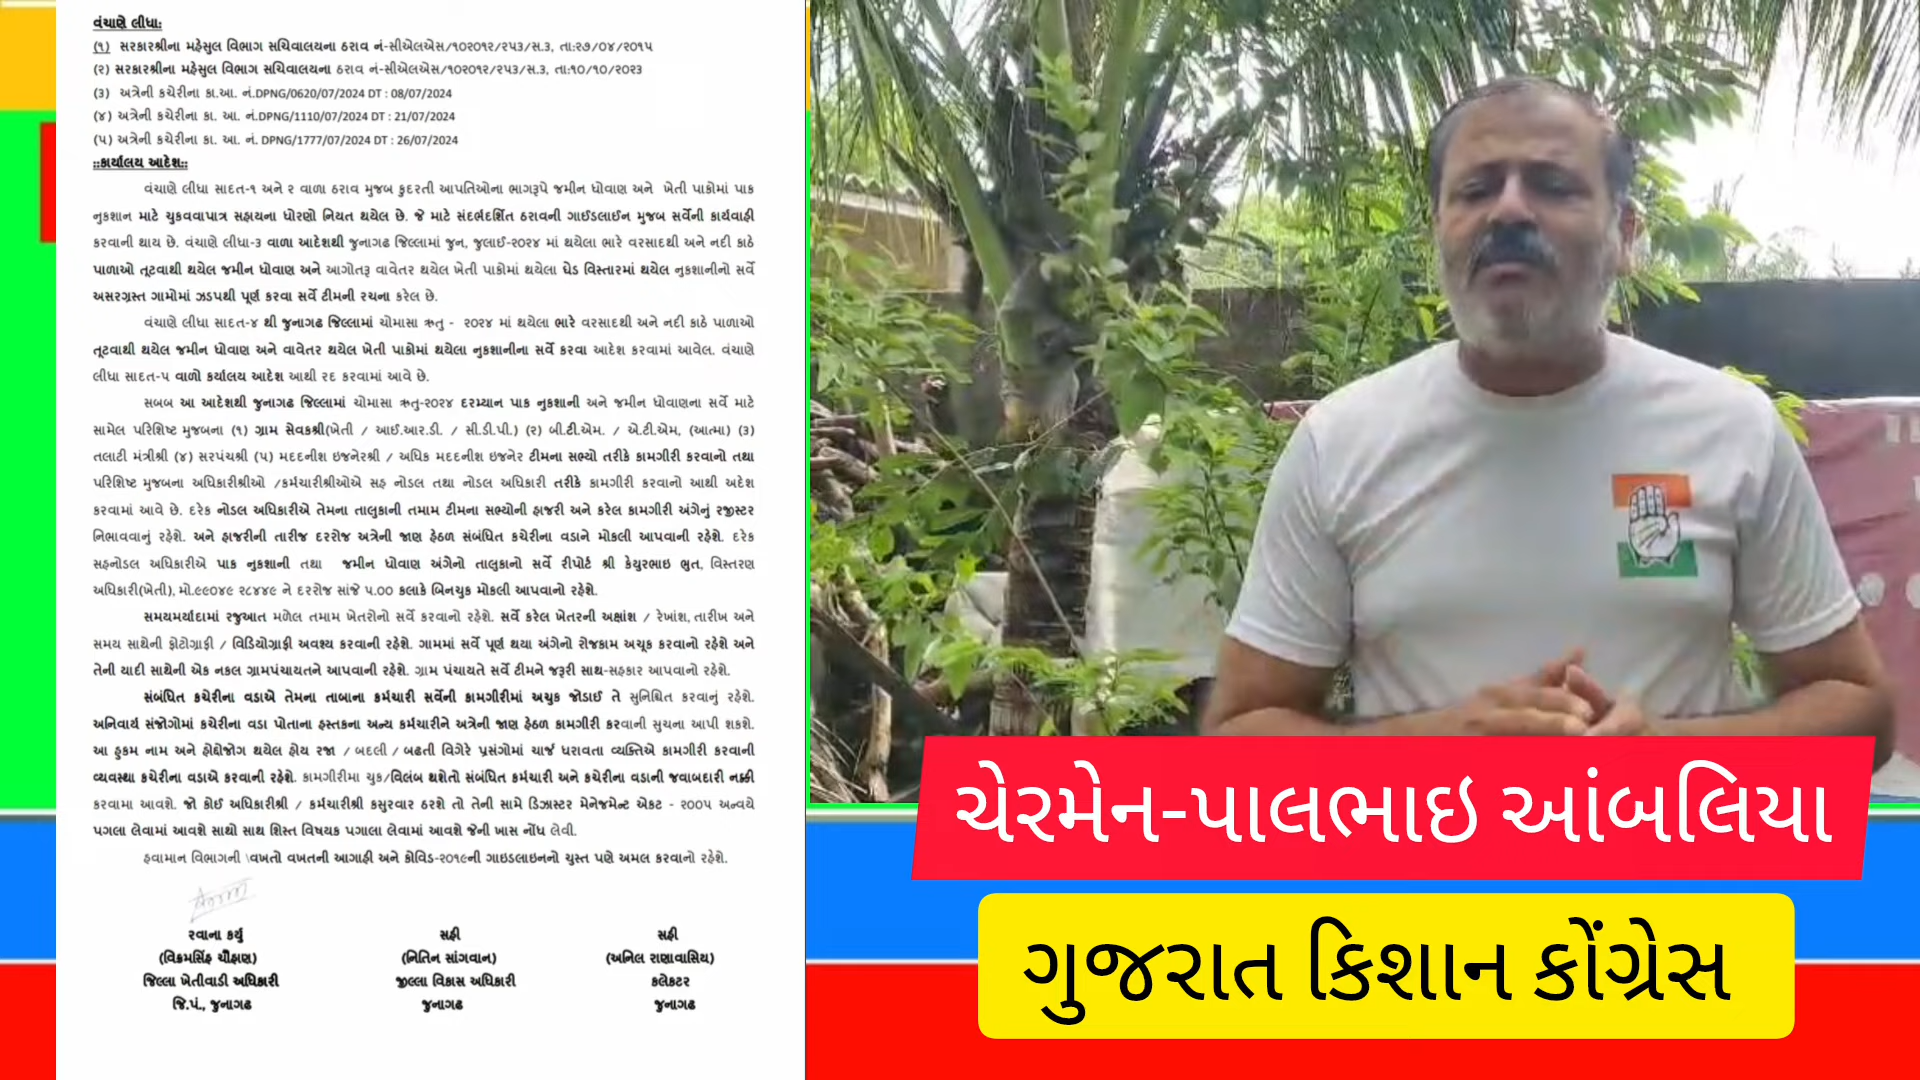 વંચાણે લીધા:
(૧) સરકારશ્રીના મહેસુલ વિભાગ સચિવાલયના ઠરાવ નં-સીએલએસ/૧૦૨૦૧૨/૨૫૩/સ.૩, તા:૨૭/૦૪/૨૦૧૫
(૨) સરકારશ્રીના મહેસુલ વિભાગ સચિવાલયના ઠરાવ નં-સીએલએસ/૧૦૨૦૧૨/૨૫૩/સ.૩, તા:૧૦/૧૦/૨૦૨૩
(૩) અત્રેની કચેરીના કા.આ. નં.DPNG/0620/07/2024 DT : 08/07/2024
(૪) અત્રેની કચેરીના કા. આ. નં.DPNG/1110/07/2024 DT : 21/07/2024
(૫) અત્રેની કચેરીના કા. આ. નં. DPNG/1777/07/2024 DT : 26/07/2024
::કાર્યાલય આદેશ::
વંચાણે લીધા સાદત-૧ અને ૨ વાળા ઠરાવ મુજબ કુદરતી આપતિઓના ભાગરૂપે જમીન ધોવાણ અને ખેતી પાકોમાં પાક
નુકશાન માટે ચુકવવાપાત્ર સહાયના ધોરણો નિયત થયેલ છે. જે માટે સંદર્ભદર્શિત ઠરાવની ગાઈડલાઈન મુજબ સર્વેની કાર્યવાહી
કરવાની થાય છે. વંચાણે લીધા-૩ વાળા આદેશથી જુનાગઢ જિલ્લામાં જુન, જુલાઈ-૨૦૨૪ માં થયેલા ભારે વરસાદથી અને નદી કાઠે
પાળાઓ તૂટવાથી થયેલ જમીન ધોવાણ અને આગોતરૂ વાવેતર થયેલ ખેતી પાકોમાં થયેલા ઘેડ વિસ્તારમાં થયેલ નુકશાનીનો સર્વે
અસરગ્રસ્ત ગામોમાં ઝડપથી પૂર્ણ કરવા સર્વે ટીમની રચના કરેલ છે.
વંચાણે લીધા સાદત-૪ થી જુનાગઢ જિલ્લામાં ચોમાસા ઋતુ - ૨૦૨૪ માં થયેલા ભારે વરસાદથી અને નદી કાઠે પાળાઓ
તૂટવાથી થયેલ જમીન ધોવાણ અને વાવેતર થયેલ ખેતી પાકોમાં થયેલા નુકશાનીના સર્વે કરવા આદેશ કરવામાં આવેલ. વંચાણે
લીધા સાદત-૫ વાળો કર્યાલય આદેશ આથી રદ કરવામાં આવે છે.
સબબ આ આદેશથી જુનાગઢ જિલ્લામાં ચોમાસા ઋતુ-૨૦૨૪ દરમ્યાન પાક નુકશાની અને જમીન ધોવાણના સર્વે માટે
સામેલ પરિશિષ્ટ મુજબના (૧) ગ્રામ સેવકશ્રી(ખેતી / આઈ.આર.ડી. / સી.ડી.પી.) (૨) બી.ટી.એમ. / એ.ટી.એમ, (આત્મા) (૩)
તલાટી મંત્રીશ્રી (૪) સરપંચશ્રી (૫) મદદનીશ ઇજનેરશ્રી / અધિક મદદનીશ ઇજનેર ટીમના સભ્યો તરીકે કામગીરી કરવાનો તથા
પરિશિષ્ટ મુજબના અધિકારીશ્રીઓ /કર્મચારીશ્રીઓએ સહ નોડલ તથા નોડલ અધિકારી તરીકે કામગીરી કરવાનો આથી અદેશ
કરવામાં આવે છે. દરેક નોડલ અધિકારીએ તેમના તાલુકાની તમામ ટીમના સભ્યોની હાજરી અને કરેલ કામગીરી અંગેનું રજીસ્ટર
નિભાવવાનું રહેશે. અને હાજરીની તારીજ દરરોજ અત્રેની જાણ હેઠળ સંબંધિત કચેરીના વડાને મોકલી આપવાની રહેશે. દરેક
સહનોડલ અધિકારીએ પાક નુકશાની તથા જમીન ધોવાણ અંગેનો તાલુકાનો સર્વે રીપોર્ટ શ્રી કેયુરભાઇ ભુત, વિસ્તરણ
અધિકારી(ખેતી), મો.૯૯૦૪૯ ૨૮૪૪૯ ને દરરોજ સાંજે ૫.૦૦ કલાકે બિનચુક મોકલી આપવાનો રહેશે.
સમયમર્યાદામાં રજુઆત મળેલ તમામ ખેતરોનો સર્વે કરવાનો રહેશે. સર્વે કરેલ ખેતરની અક્ષાંશ / રેખાંશ, તારીખ અને
સમય સાથેની ફોટોગ્રાફી / વિડિયોગ્રાફી અવશ્ય કરવાની રહેશે. ગામમાં સર્વે પૂર્ણ થયા અંગેનો રોજકામ અચૂક કરવાનો રહેશે અને
તેની યાદી સાથેની એક નકલ ગ્રામપંચાયતને આપવાની રહેશે. ગ્રામ પંચાયતે સર્વે ટીમને જરૂરી સાથ-સહકાર આપવાનો રહેશે.
સંબંધિત કચેરીના વડાએ તેમના તાબાના કર્મચારી સર્વેની કામગીરીમાં અચુક જોડાઈ તે સુનિશ્ચિત કરવાનું રહેશે.
અનિવાર્ય સંજોગોમાં કચેરીના વડા પોતાના હસ્તકના અન્ય કર્મચારીને અત્રેની જાણ હેઠળ કામગીરી કરવાની સુચના આપી શકશે.
આ હુકમ નામ અને હોદ્દોજોગ થયેલ હોય રજા / બદલી / બઢતી વિગેરે પ્રસંગોમાં ચાર્જ ધરાવતા વ્યક્તિએ કામગીરી કરવાની
વ્યવસ્થા કચેરીના વડાએ કરવાની રહેશે. કામગીરીમા ચુક/વિલંબ થશેતો સંબંધિત કર્મચારી અને કચેરીના વડાની જવાબદારી નક્કી
કરવામા આવશે. જો કોઈ અધિકારીશ્રી / કર્મચારીશ્રી કસુરવાર ઠરશે તો તેની સામે ડિઝાસ્ટર મેનેજમેન્ટ એકટ - ૨૦૦૫ અન્વયે
પગલા લેવામાં આવશે સાથો સાથ શિસ્ત વિષયક પગાલા લેવામાં આવશે જેની ખાસ નોંધ લેવી.
હવામાન વિભાગની \વખતો વખતની આગાહી અને કોવિડ-૨૦૧૯ની ગાઇડલાઇનનો ચુસ્ત પણે અમલ કરવાનો રહેશે.
રવાના કર્યુ
(વિક્રમસિંહ ચૌહાણ)
જિલ્લા ખેતીવાડી અધિકારી
જિ.પં., જુનાગઢ
સહી
(નિતિન સાંગવાન)
જીલ્લા વિકાસ અધિકારી
જુનાગઢ
સહી
(અનિલ રાણાવાસિય)
કલેકટર
જુનાગઢ
ચેરમેન-પાલભાઇ આંબલિયા
ગુજરાત કિશાન કોંગ્રેસ